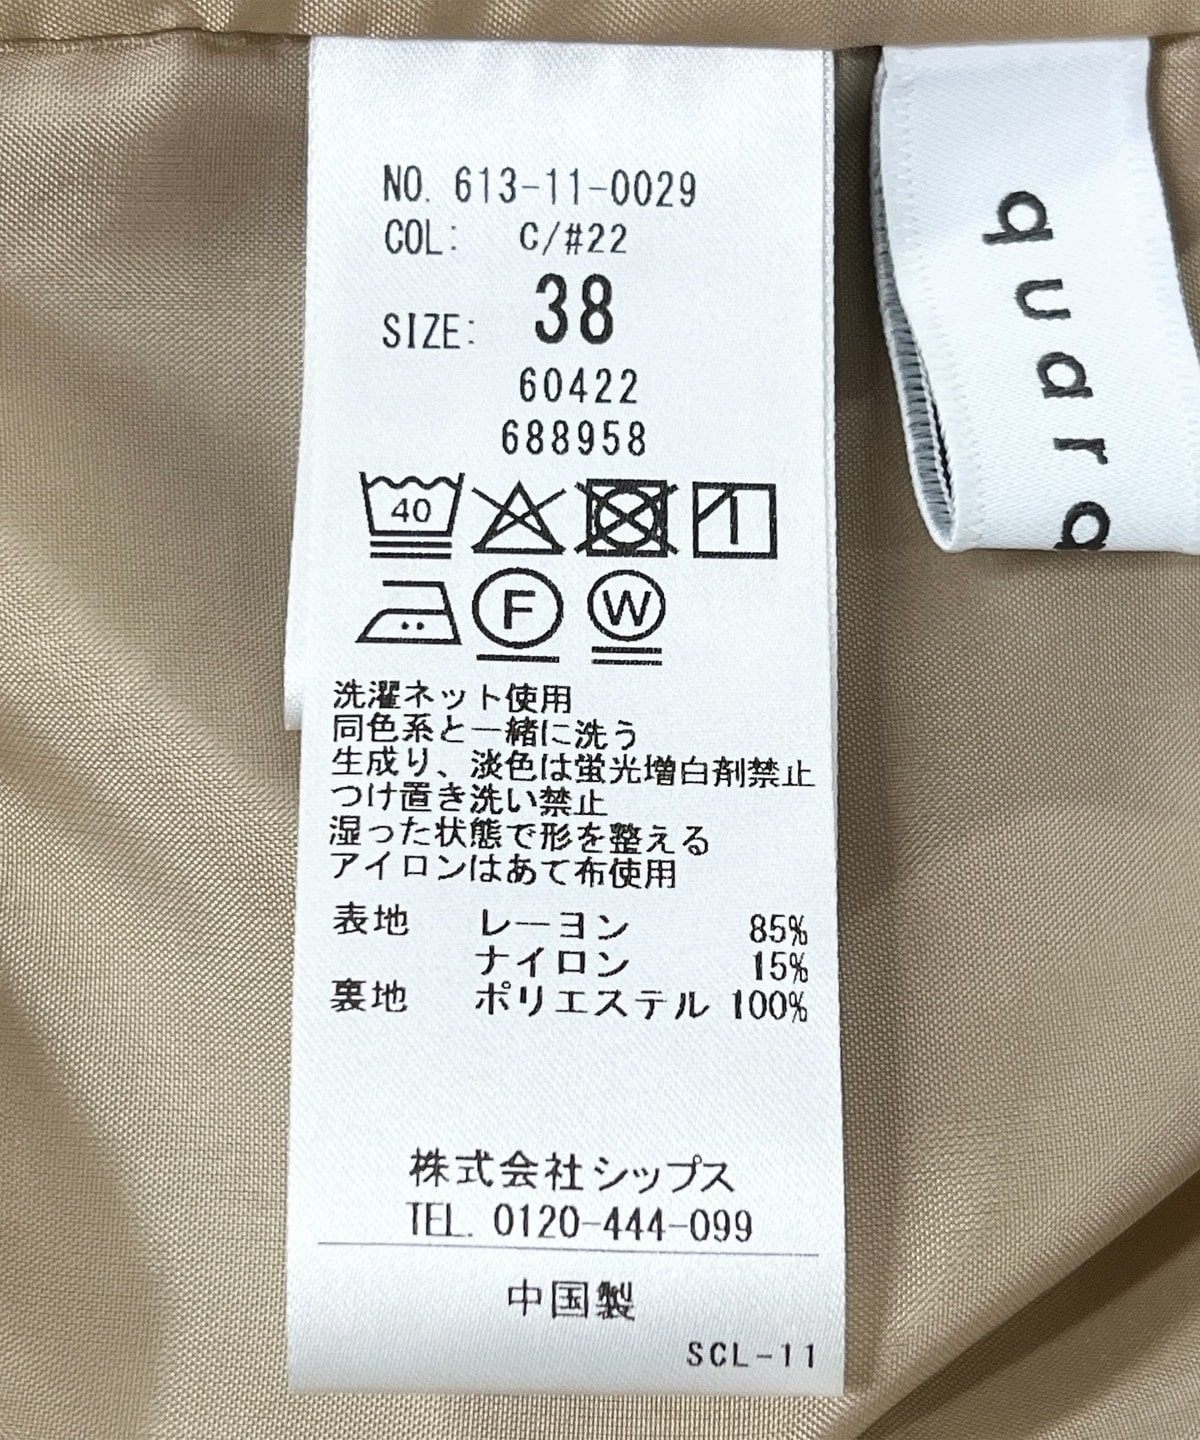 NO. 613-11-0029
COL: C/#22
SIZE: 38
60422
688958
40
F
W
洗濯ネット使用
同色系と一緒に洗う
生成り、淡色は蛍光増白剤禁止
つけ置き洗い禁止
湿った状態で形を整える
アイロンはあて布使用
表地 レーヨン 85%
ナイロン 15%
裏地 ポリエステル 100%
株式会社シップス
TEL. 0120-444-099
中国製
SCL-11
quara